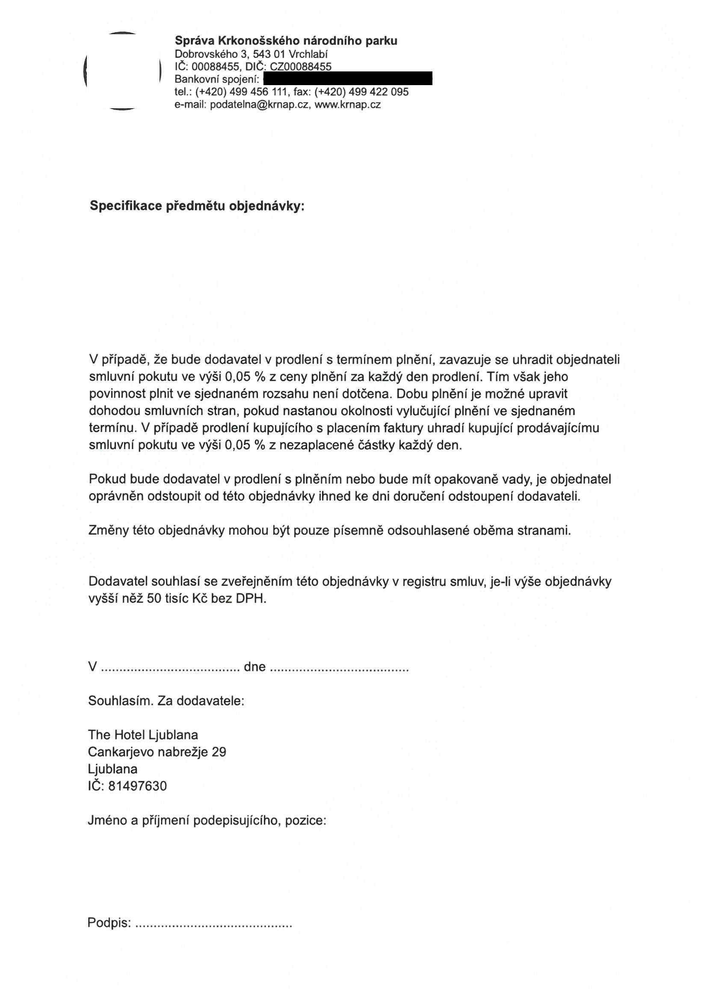 Správa Krkonošského národního parku
Dobrovského 3, 543 01 Vrchlabí
IČ: 00088455, DIČ: CZ00088455
Bankovní spojení:
tel.: (+420) 499 456 111, fax: (+420) 499 422 095
e-mail: podatelna@krnap.cz, www.krnap.cz
Specifikace předmětu objednávky:
V případě, že bude dodavatel v prodlení s termínem plnění, zavazuje se uhradit objednateli
smluvní pokutu ve výši 0,05 % z ceny plnění za každý den prodlení. Tím však jeho
povinnost plnit ve sjednaném rozsahu není dotčena. Dobu plnění je možné upravit
dohodou smluvních stran, pokud nastanou okolnosti vylučující plnění ve sjednaném
termínu. V případě prodlení kupujícího s placením faktury uhradí kupující prodávajícímu
smluvní pokutu ve výši 0,05 % z nezaplacené částky každý den.
Pokud bude dodavatel v prodlení s plněním nebo bude mít opakovaně vady, je objednatel
oprávněn odstoupit od této objednávky ihned ke dni doručení odstoupení dodavateli.
Změny této objednávky mohou být pouze písemně odsouhlasené oběma stranami.
Dodavatel souhlasí se zveřejněním této objednávky v registru smluv, je-li výše objednávky
vyšší něž 50 tisíc Kč bez DPH.
V ...................................... dne ......................................
Souhlasím. Za dodavatele:
The Hotel Ljublana
Cankarjevo nabrežje 29
Ljublana
IČ: 81497630
Jméno a příjmení podepisujícího, pozice:
Podpis: ...........................................